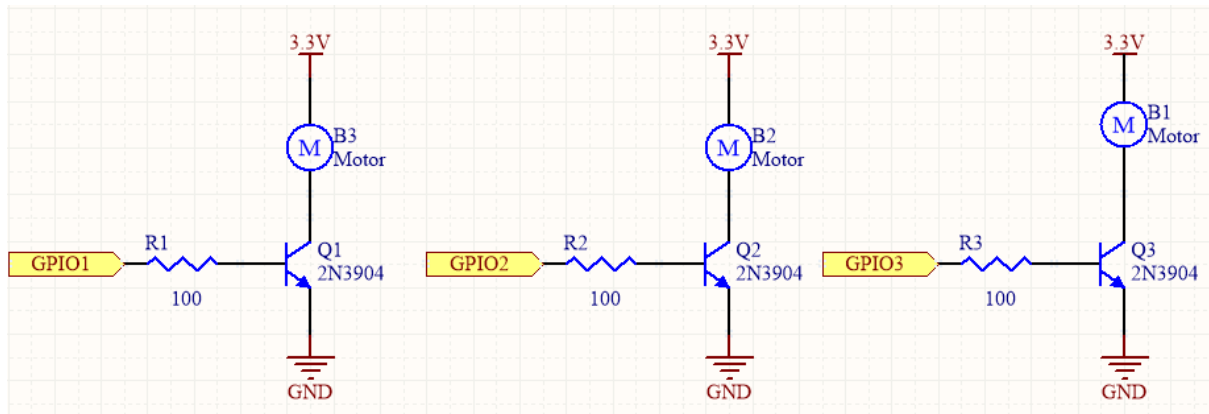 3.3V
B3
M
Motor
GPIO1
R1
100
Q1
2N3904
GND
3.3V
B2
M
Motor
GPIO2
R2
100
Q2
2N3904
GND
3.3V
B1
M
Motor
GPIO3
R3
100
Q3
2N3904
GND